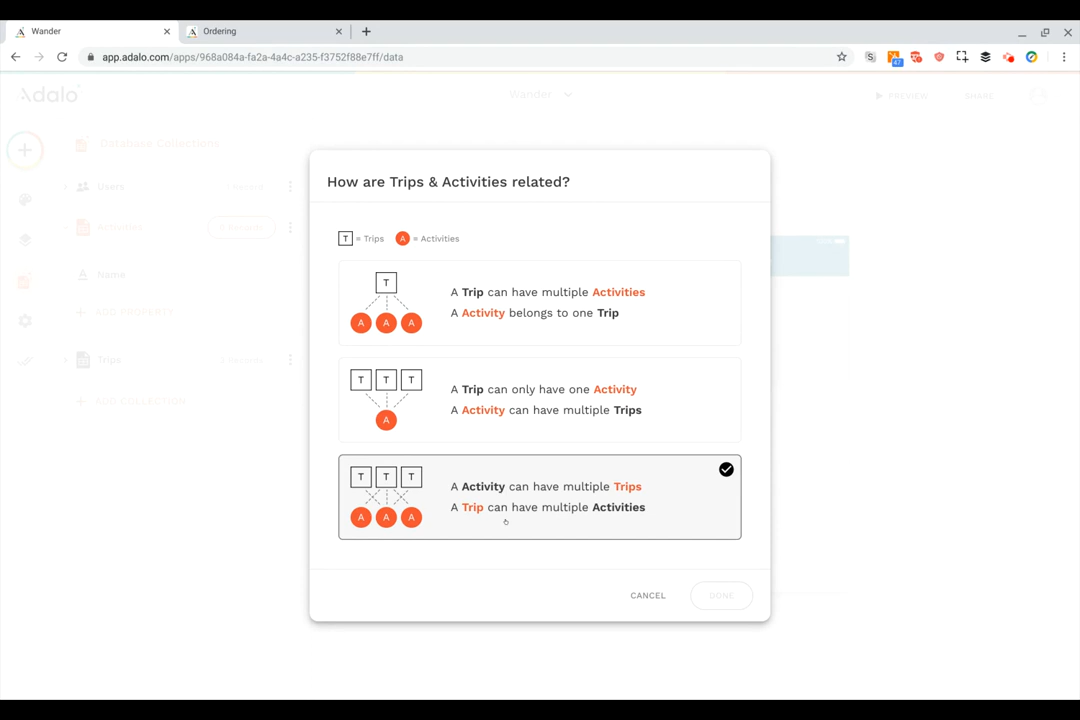 Wander
Ordering
app.adalo.com/apps/968a084a-fa2a-4a4c-a235-f3752f88e7ff/data
S
47
Adalo
Wander
PREVIEW
SHARE
Database Collections
Users
Activities
Name
ADD PROPERTY
Trips
ADD COLLECTION
How are Trips & Activities related?
T = Trips A = Activities
T
A A A
A Trip can have multiple Activities
A Activity belongs to one Trip
T T T
A
A Trip can only have one Activity
A Activity can have multiple Trips
T T T
A A A
A Activity can have multiple Trips
A Trip can have multiple Activities
CANCEL
DONE